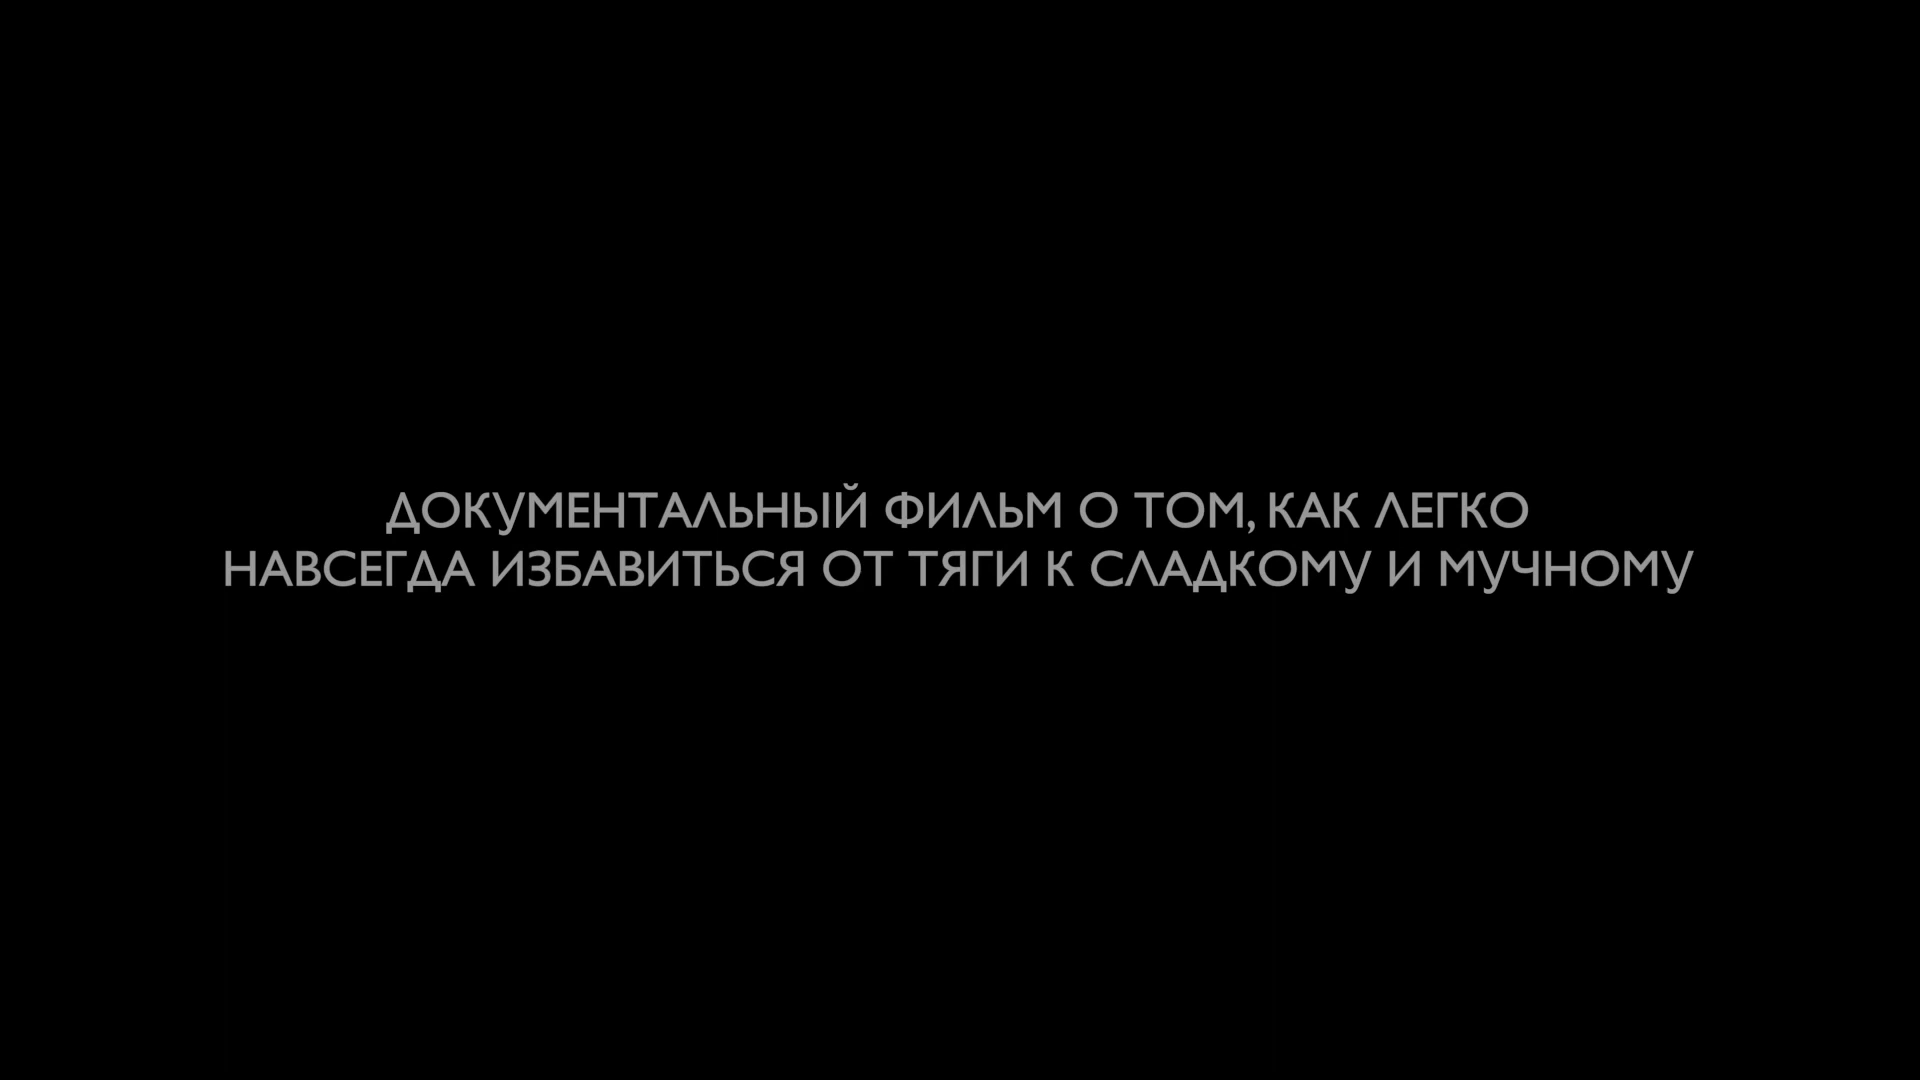 ДОКУМЕНТАЛЬНЫЙ ФИЛЬМ О ТОМ, КАК ЛЕГКО
НАВСЕГДА ИЗБАВИТЬСЯ ОТ ТЯГИ К СЛАДКОМУ И МУЧНОМУ